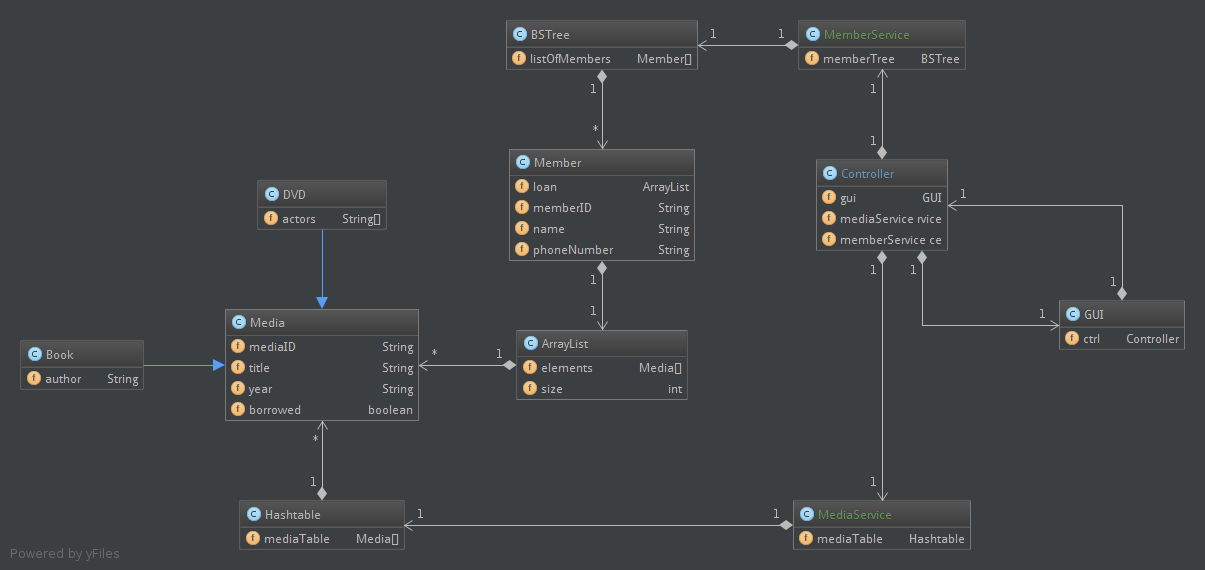 BSTree
listOfMembers Member[]
1 1
MemberService
memberTree BSTree
1
*
1
1
Member
loan ArrayList
memberID String
name String
phoneNumber String
Controller
gui GUI
mediaService rvice
memberService ce
1
DVD
actors String[]
1
1
1
1
1
1
GUI
ctrl Controller
Media
mediaID String
title String
year String
borrowed boolean
ArrayList
elements Media[]
size int
* 1
Book
author String
*
1
1
Hashtable
mediaTable Media[]
1 1
MediaService
mediaTable Hashtable
Powered by yFiles